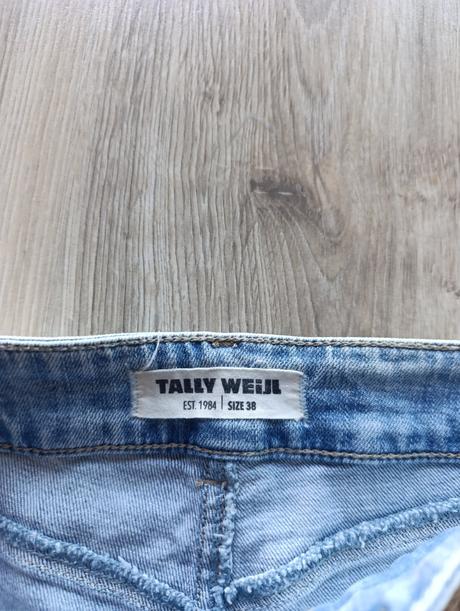 TALLY WEiJL
EST. 1984 | SIZE 38